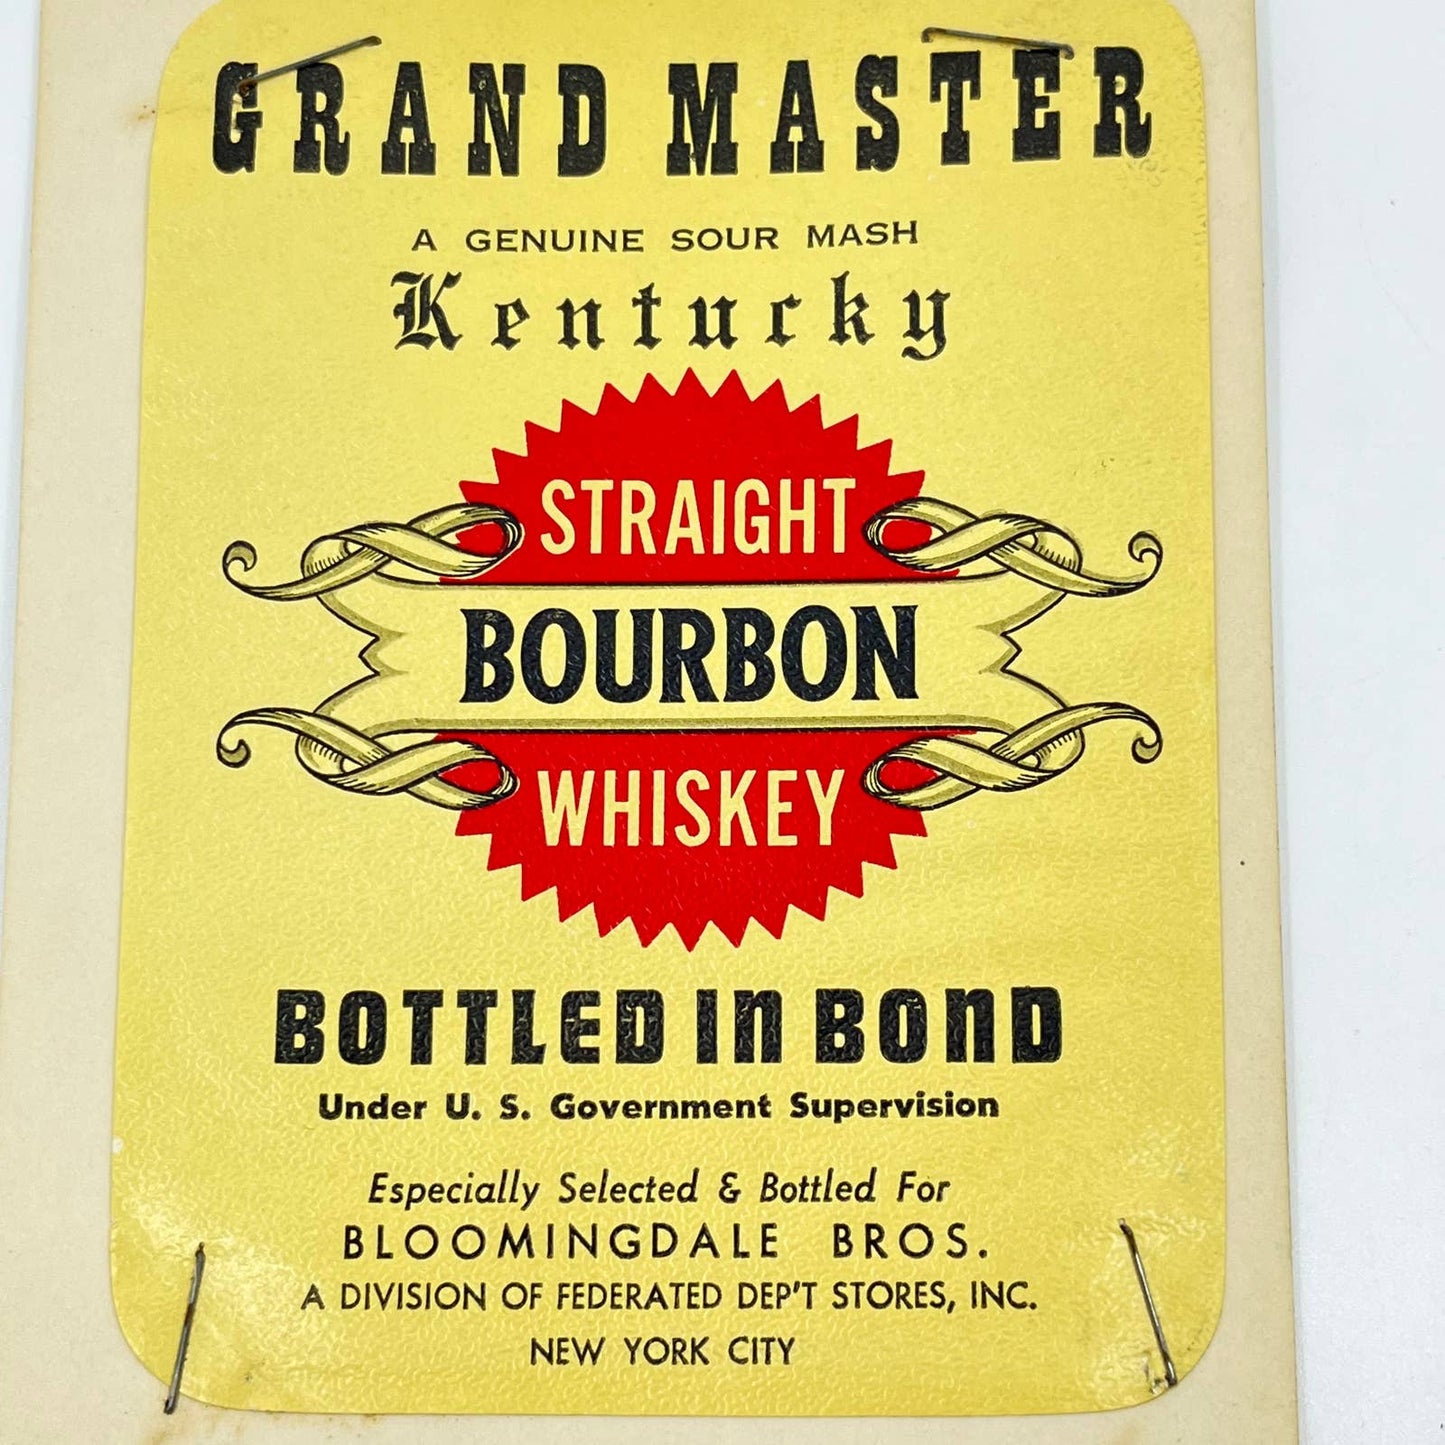 GRAND MASTER
A GENUINE SOUR MASH
Kentucky
STRAIGHT
BOURBON
WHISKEY
BOTTLED IN BOND
Under U. S. Government Supervision
Especially Selected & Bottled For
BLOOMINGDALE BROS.
A DIVISION OF FEDERATED DEP'T STORES, INC.
NEW YORK CITY